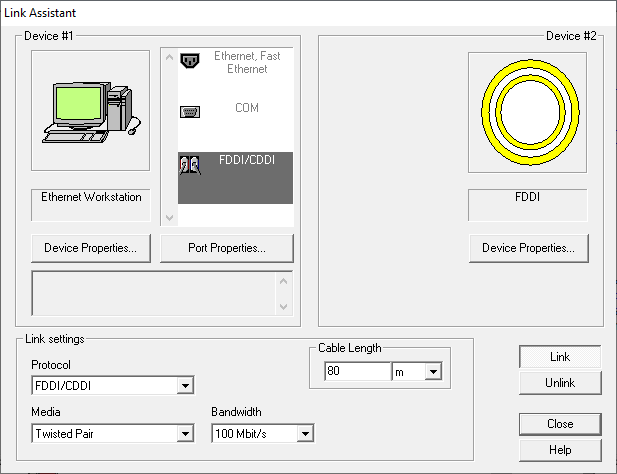 Link Assistant
Device #1
Ethernet, Fast
Ethernet
COM
FDDI/CDDI
Ethernet Workstation
Device Properties...
Port Properties...
Device #2
FDDI
Device Properties...
Link settings
Protocol
FDDI/CDDI
Media
Twisted Pair
Bandwidth
100 Mbit/s
Cable Length
80
m
Link
Unlink
Close
Help